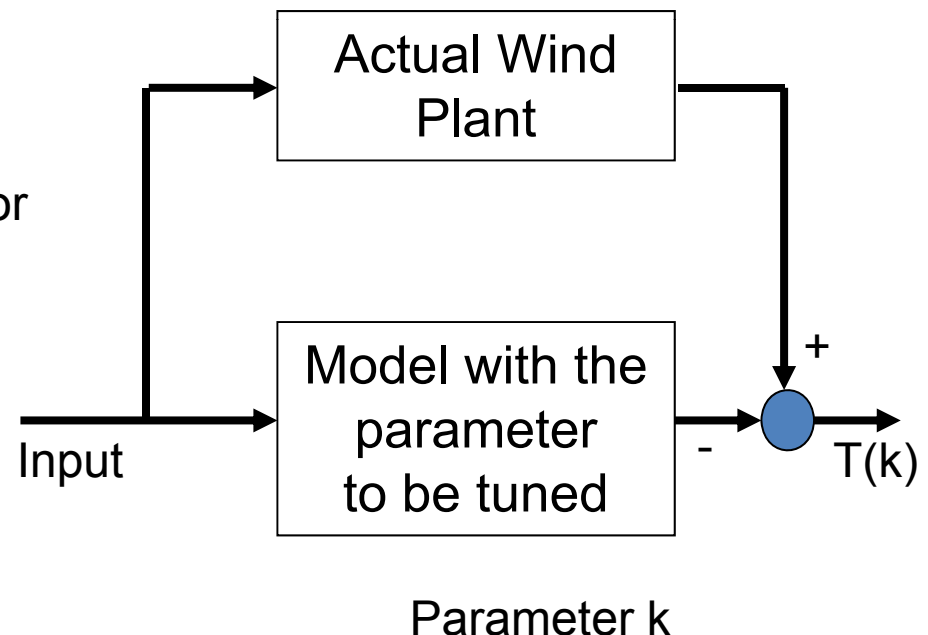 Actual Wind
Plant
or
+
Model with the
parameter
to be tuned
-
Input
T(k)
Parameter k